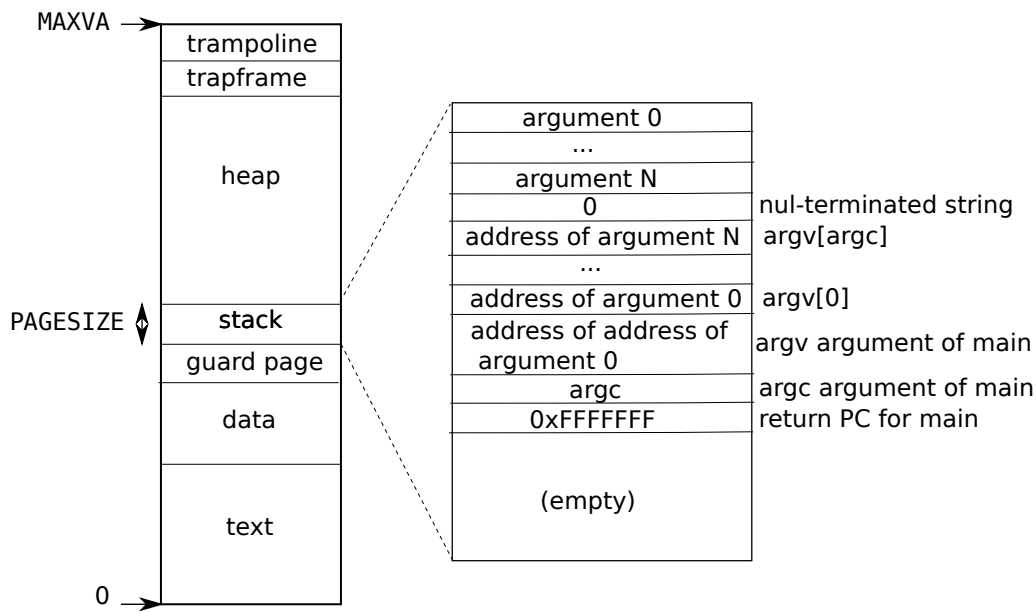 MAXVA
trampoline
trapframe
heap
PAGESIZE
stack
guard page
data
text
0
argument 0
...
argument N
0
nul-terminated string
address of argument N
argv[argc]
...
address of argument 0
argv[0]
address of address of
argument 0
argv argument of main
argc
argc argument of main
0xFFFFFFF
return PC for main
(empty)